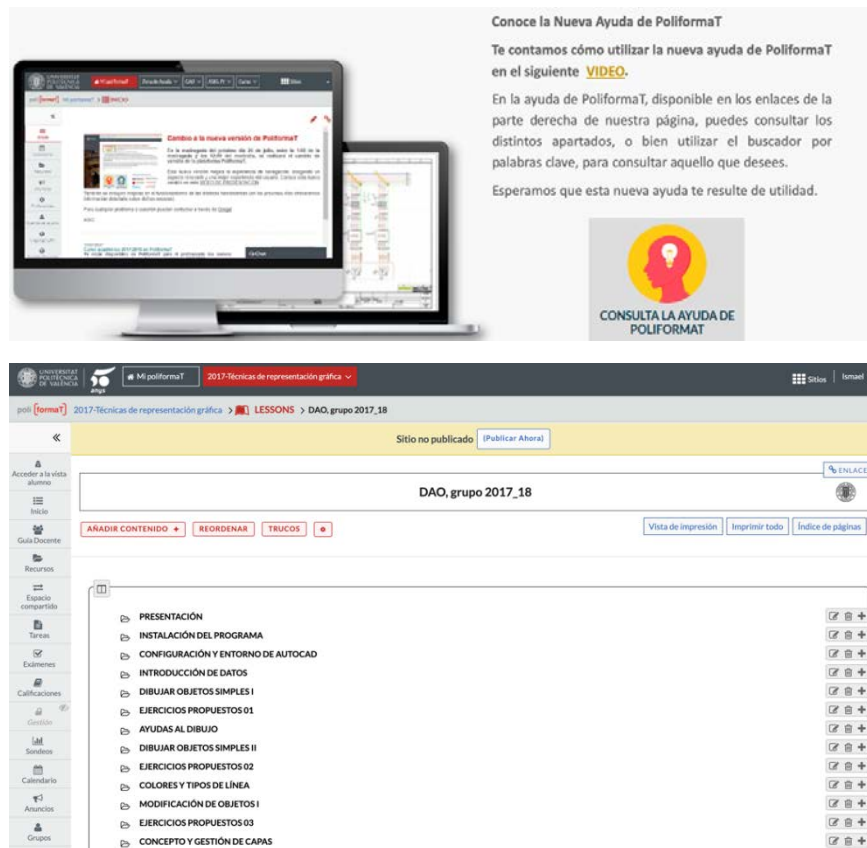 Conoce la Nueva Ayuda de PoliformaT
Te contamos cómo utilizar la nueva ayuda de PoliformaT
en el siguiente VIDEO.
En la ayuda de PoliformaT, disponible en los enlaces de la
parte derecha de nuestra página, puedes consultar los
distintos apartados, o bien utilizar el buscador por
palabras clave, para consultar aquello que desees.
Esperamos que esta nueva ayuda te resulte de utilidad.
CONSULTA LA AYUDA DE
POLIFORMAT
Cambio a la nueva versión de PoliformaT
UNIVERSITAT
POLITÈCNICA
DE VALÈNCIA
50
anys
Mi poliformaT
2017-Técnicas de representación gráfica
Sitios
Ismael
poli [formaT] 2017-Técnicas de representación gráfica > LESSONS > DAO, grupo 2017_18
Sitio no publicado (Publicar Ahora)
ENLACE
DAO, grupo 2017_18
AÑADIR CONTENIDO + REORDENAR TRUCOS
Vista de impresión Imprimir todo Índice de páginas
Acceder a la vista
alumno
Inicio
Guía Docente
Recursos
Espacio
compartido
Tareas
Exámenes
Calificaciones
Gestión
Sondeos
Calendario
Anuncios
Grupos
PRESENTACIÓN
INSTALACIÓN DEL PROGRAMA
CONFIGURACIÓN Y ENTORNO DE AUTOCAD
INTRODUCCIÓN DE DATOS
DIBUJAR OBJETOS SIMPLES I
EJERCICIOS PROPUESTOS 01
AYUDAS AL DIBUJO
DIBUJAR OBJETOS SIMPLES II
EJERCICIOS PROPUESTOS 02
COLORES Y TIPOS DE LÍNEA
MODIFICACIÓN DE OBJETOS I
EJERCICIOS PROPUESTOS 03
CONCEPTO Y GESTIÓN DE CAPAS